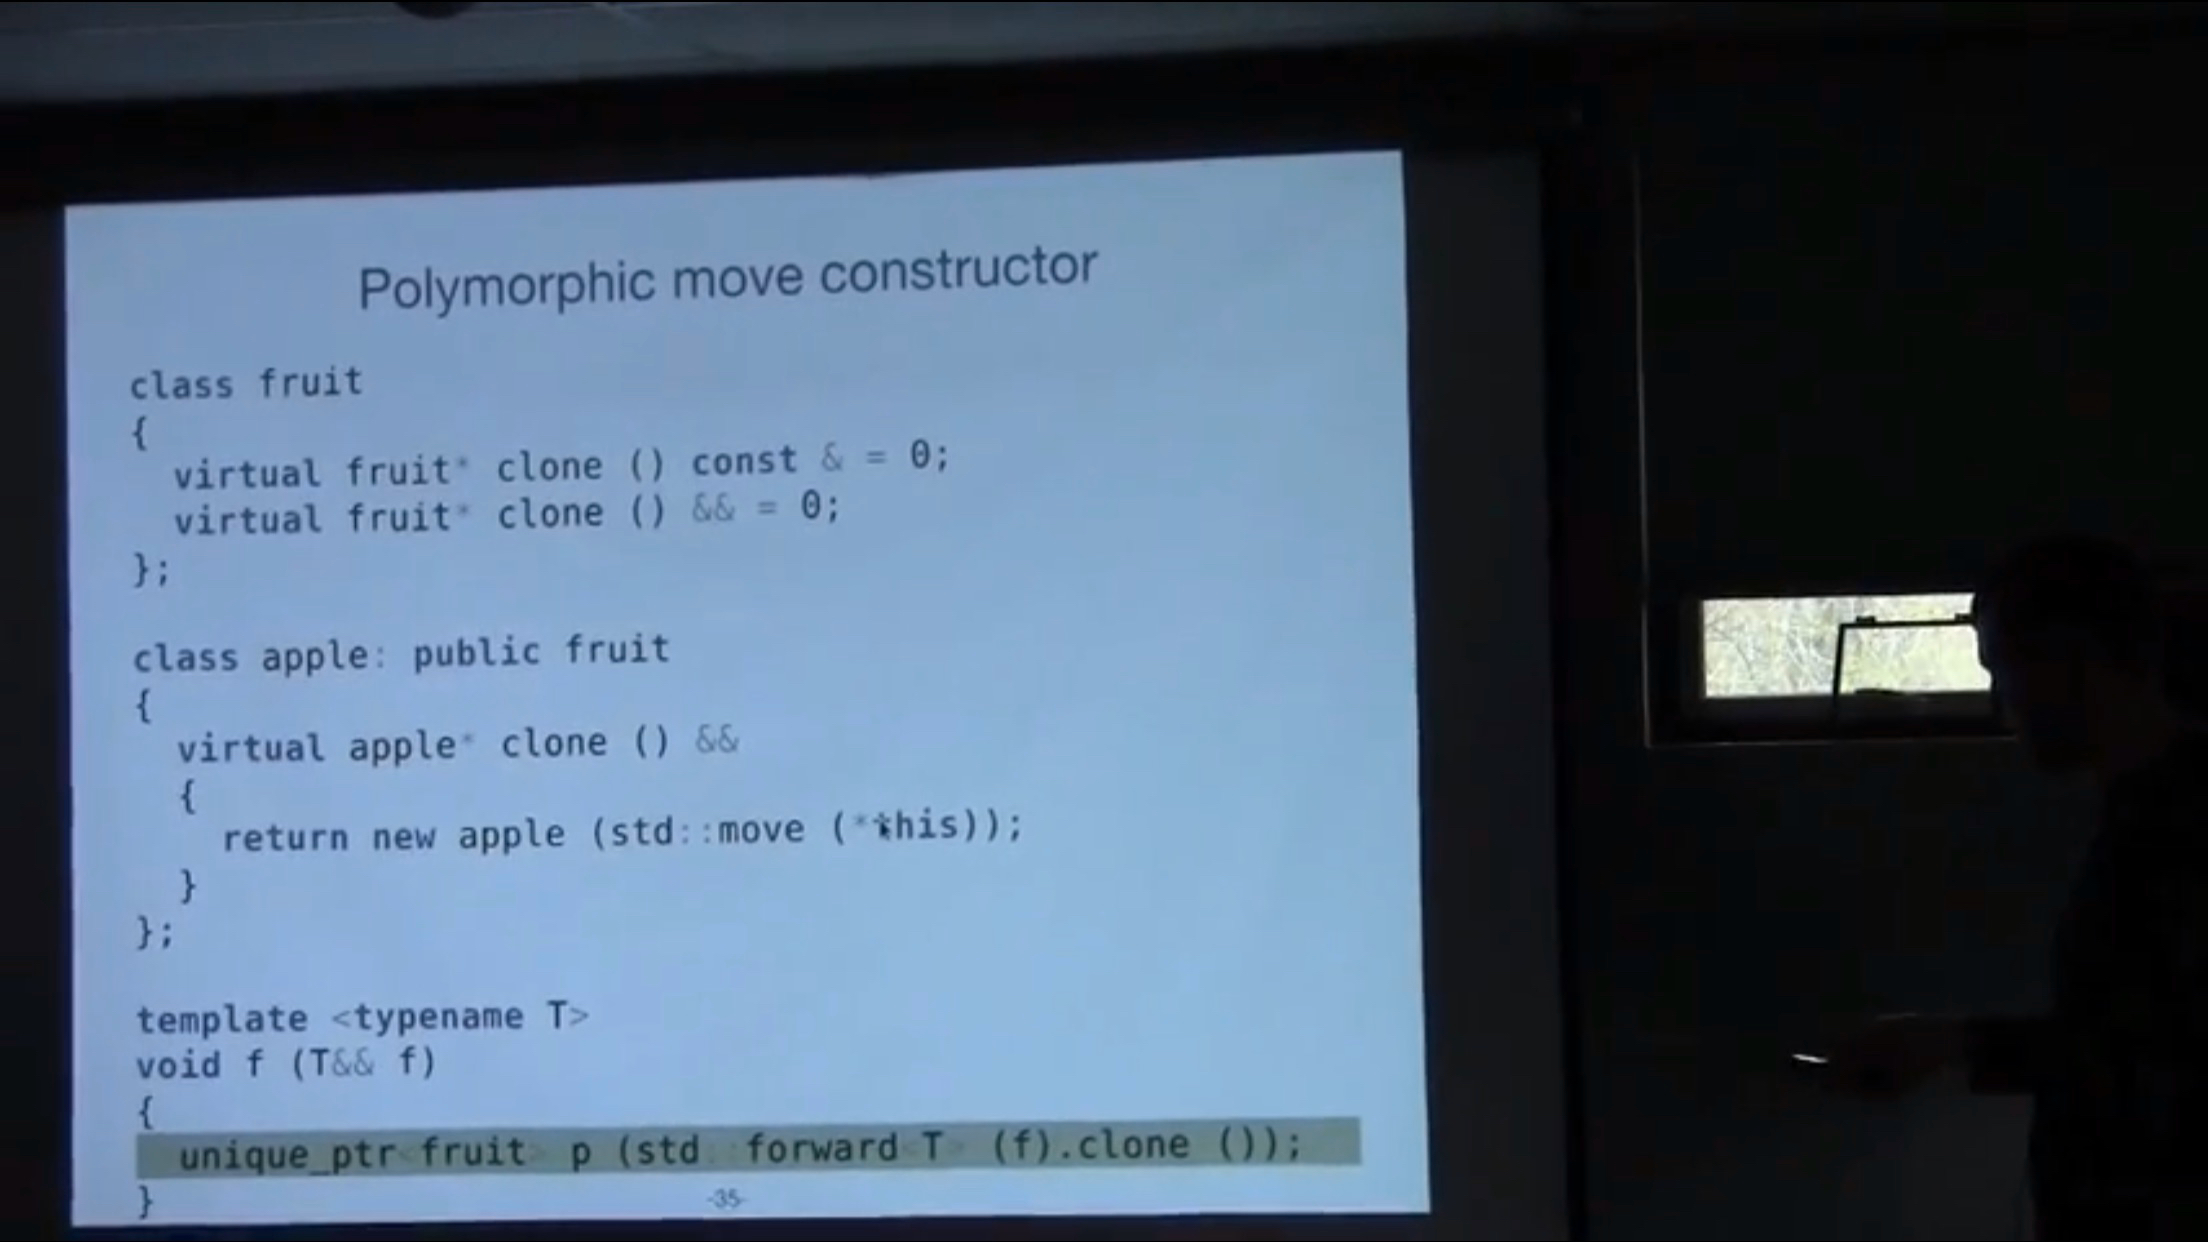 Polymorphic move constructor
class fruit
{
virtual fruit* clone () const & = 0;
virtual fruit* clone () && = 0;
};
class apple: public fruit
{
virtual apple* clone () &&
{
return new apple (std::move (*this));
}
};
template <typename T>
void f (T&& f)
{
unique_ptr<fruit> p (std::forward<T> (f).clone ());
}
-35-